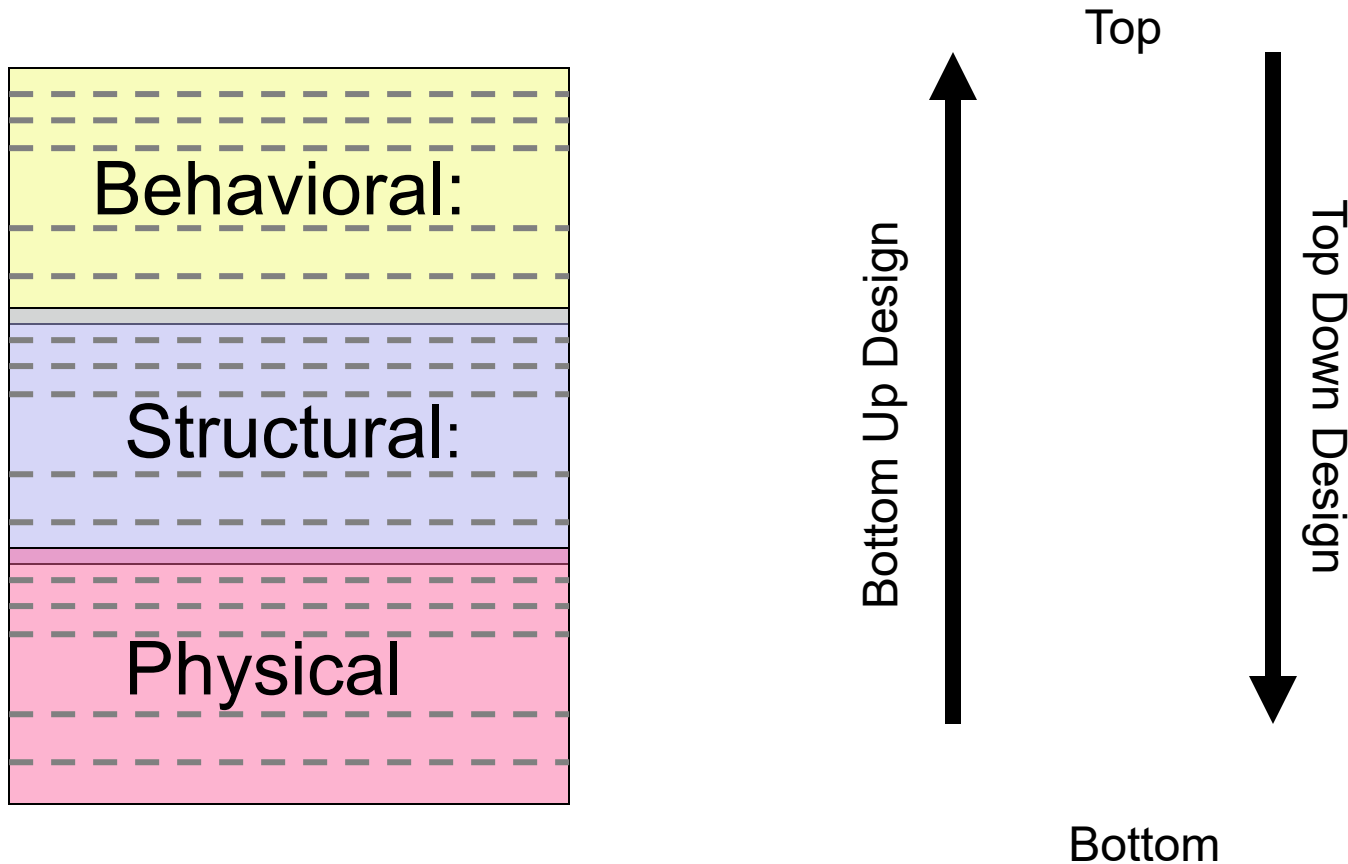 Top
Behavioral:
Structural:
Physical
Bottom Up Design
Top Down Design
Bottom